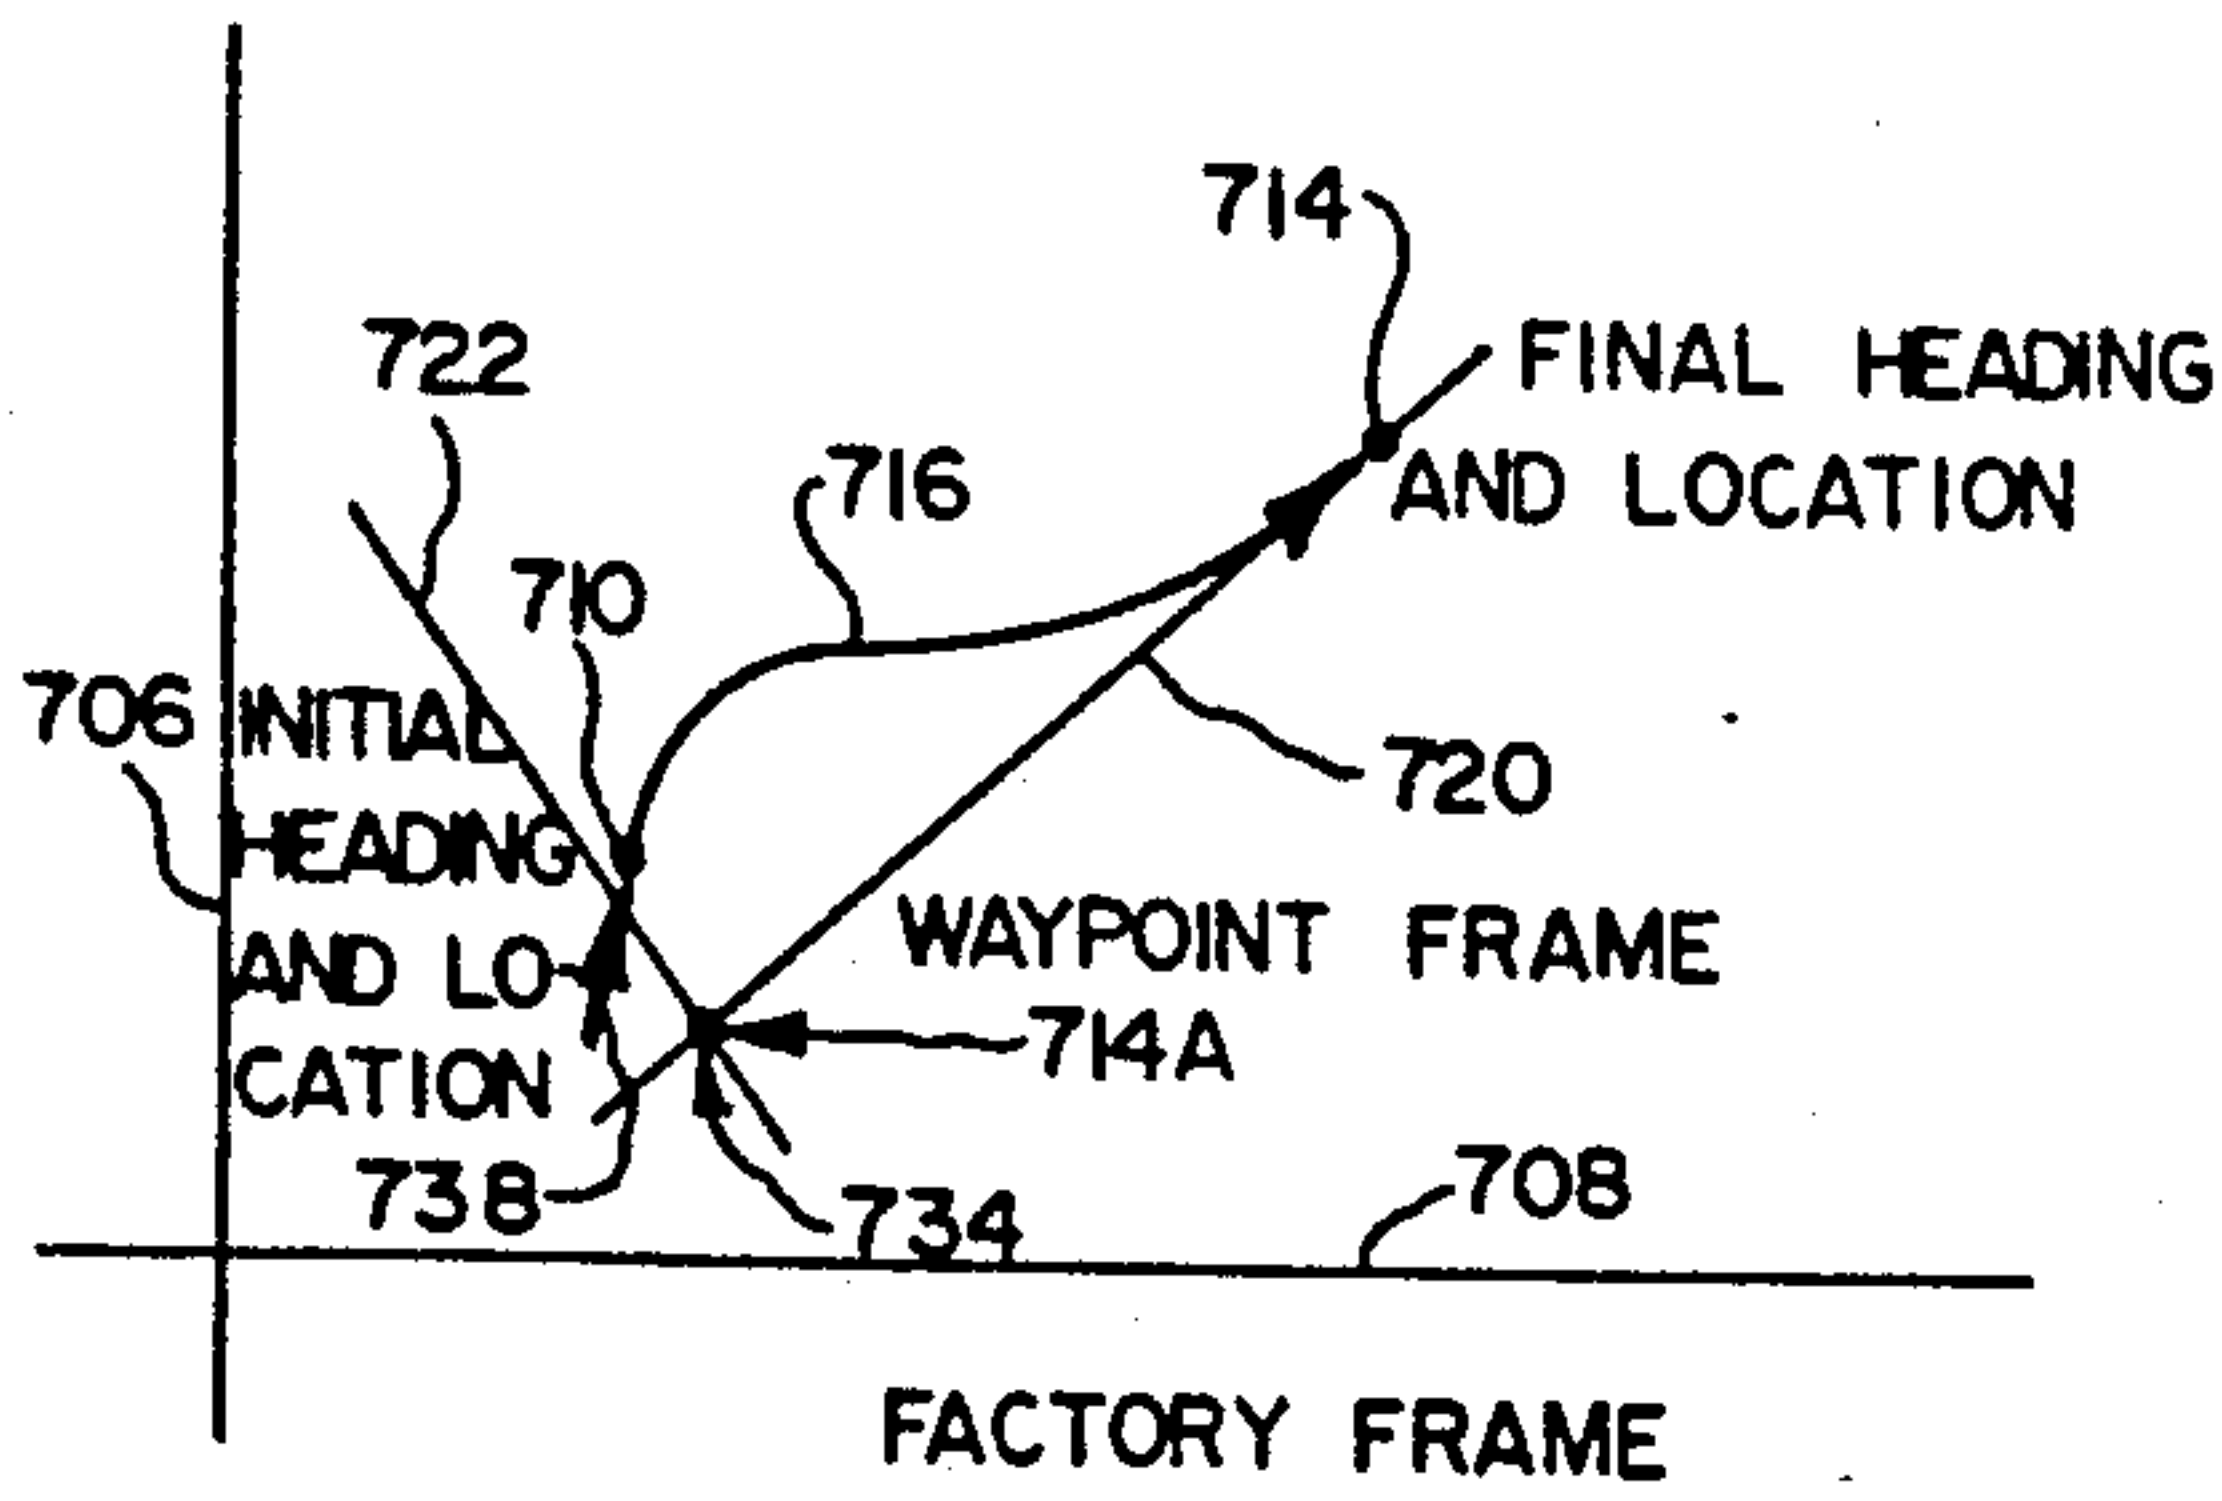 714
722
FINAL HEADING
AND LOCATION
716
710
706
INITIAL
HEADING
AND LO-
CATION
720
WAYPOINT FRAME
714A
738
734
708
FACTORY FRAME